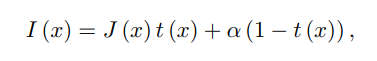 I (x) = J (x) t (x) + α (1 − t (x)) ,